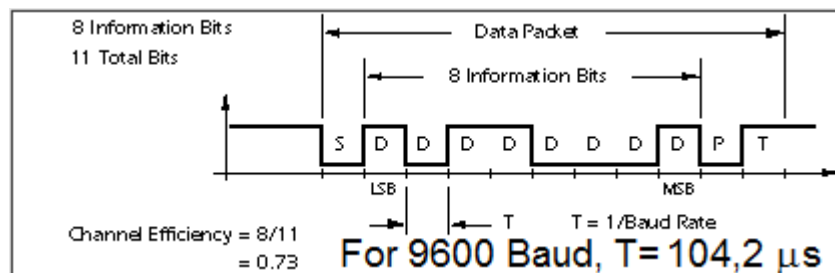 8 Information Bits
Data Packet
11 Total Bits
8 Information Bits
S D D D D D D D D P T
LSB MSB
T T = 1/Baud Rate
Channel Efficiency = 8/11
= 0.73
For 9600 Baud, T= 104,2 μs